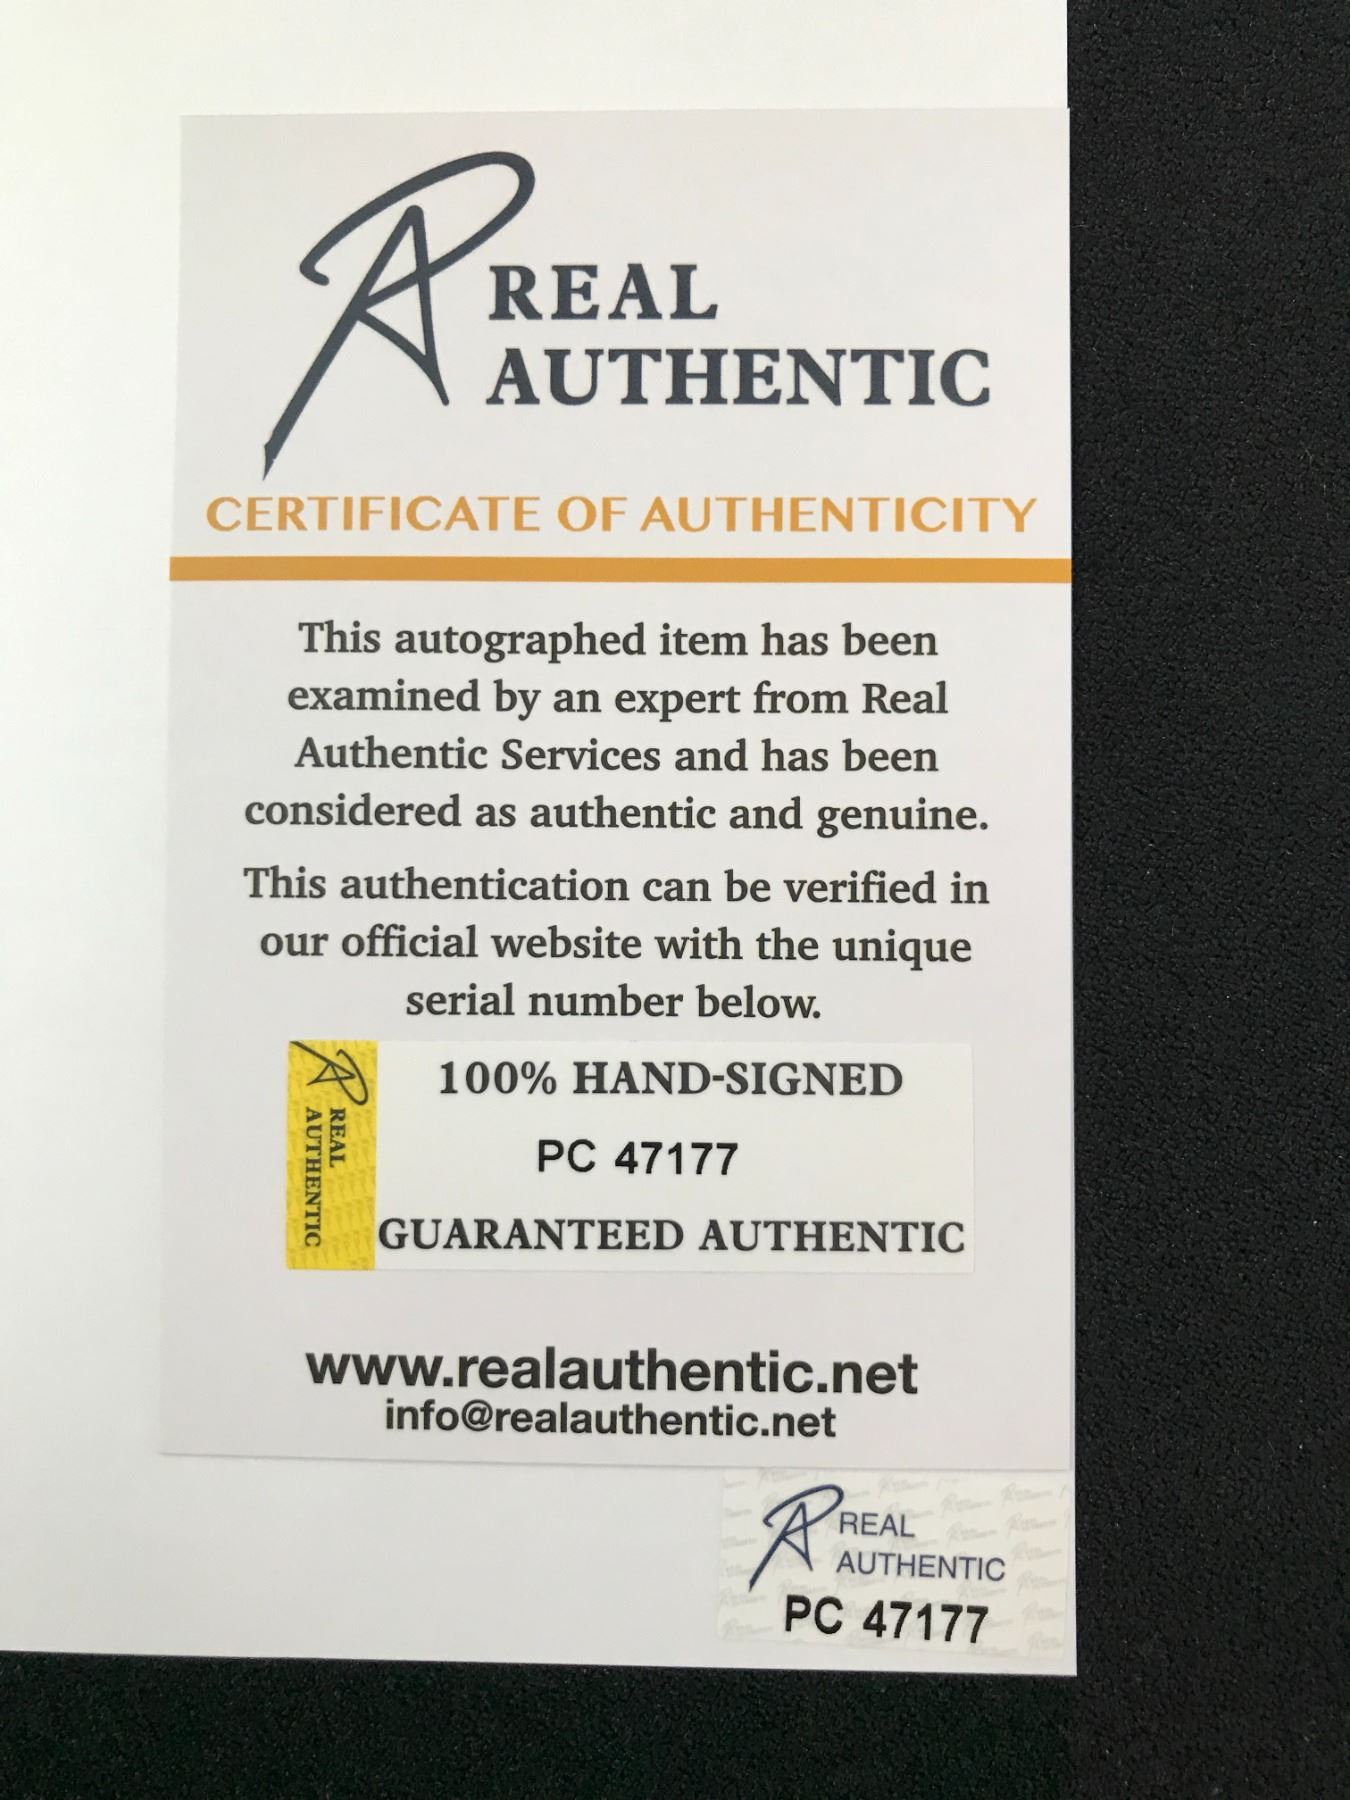 REAL
AUTHENTIC
CERTIFICATE OF AUTHENTICITY
This autographed item has been
examined by an expert from Real
Authentic Services and has been
considered as authentic and genuine.
This authentication can be verified in
our official website with the unique
serial number below.
REAL
AUTHENTIC
100% HAND-SIGNED
PC 47177
GUARANTEED AUTHENTIC
www.realauthentic.net
info@realauthentic.net
REAL
AUTHENTIC
PC 47177